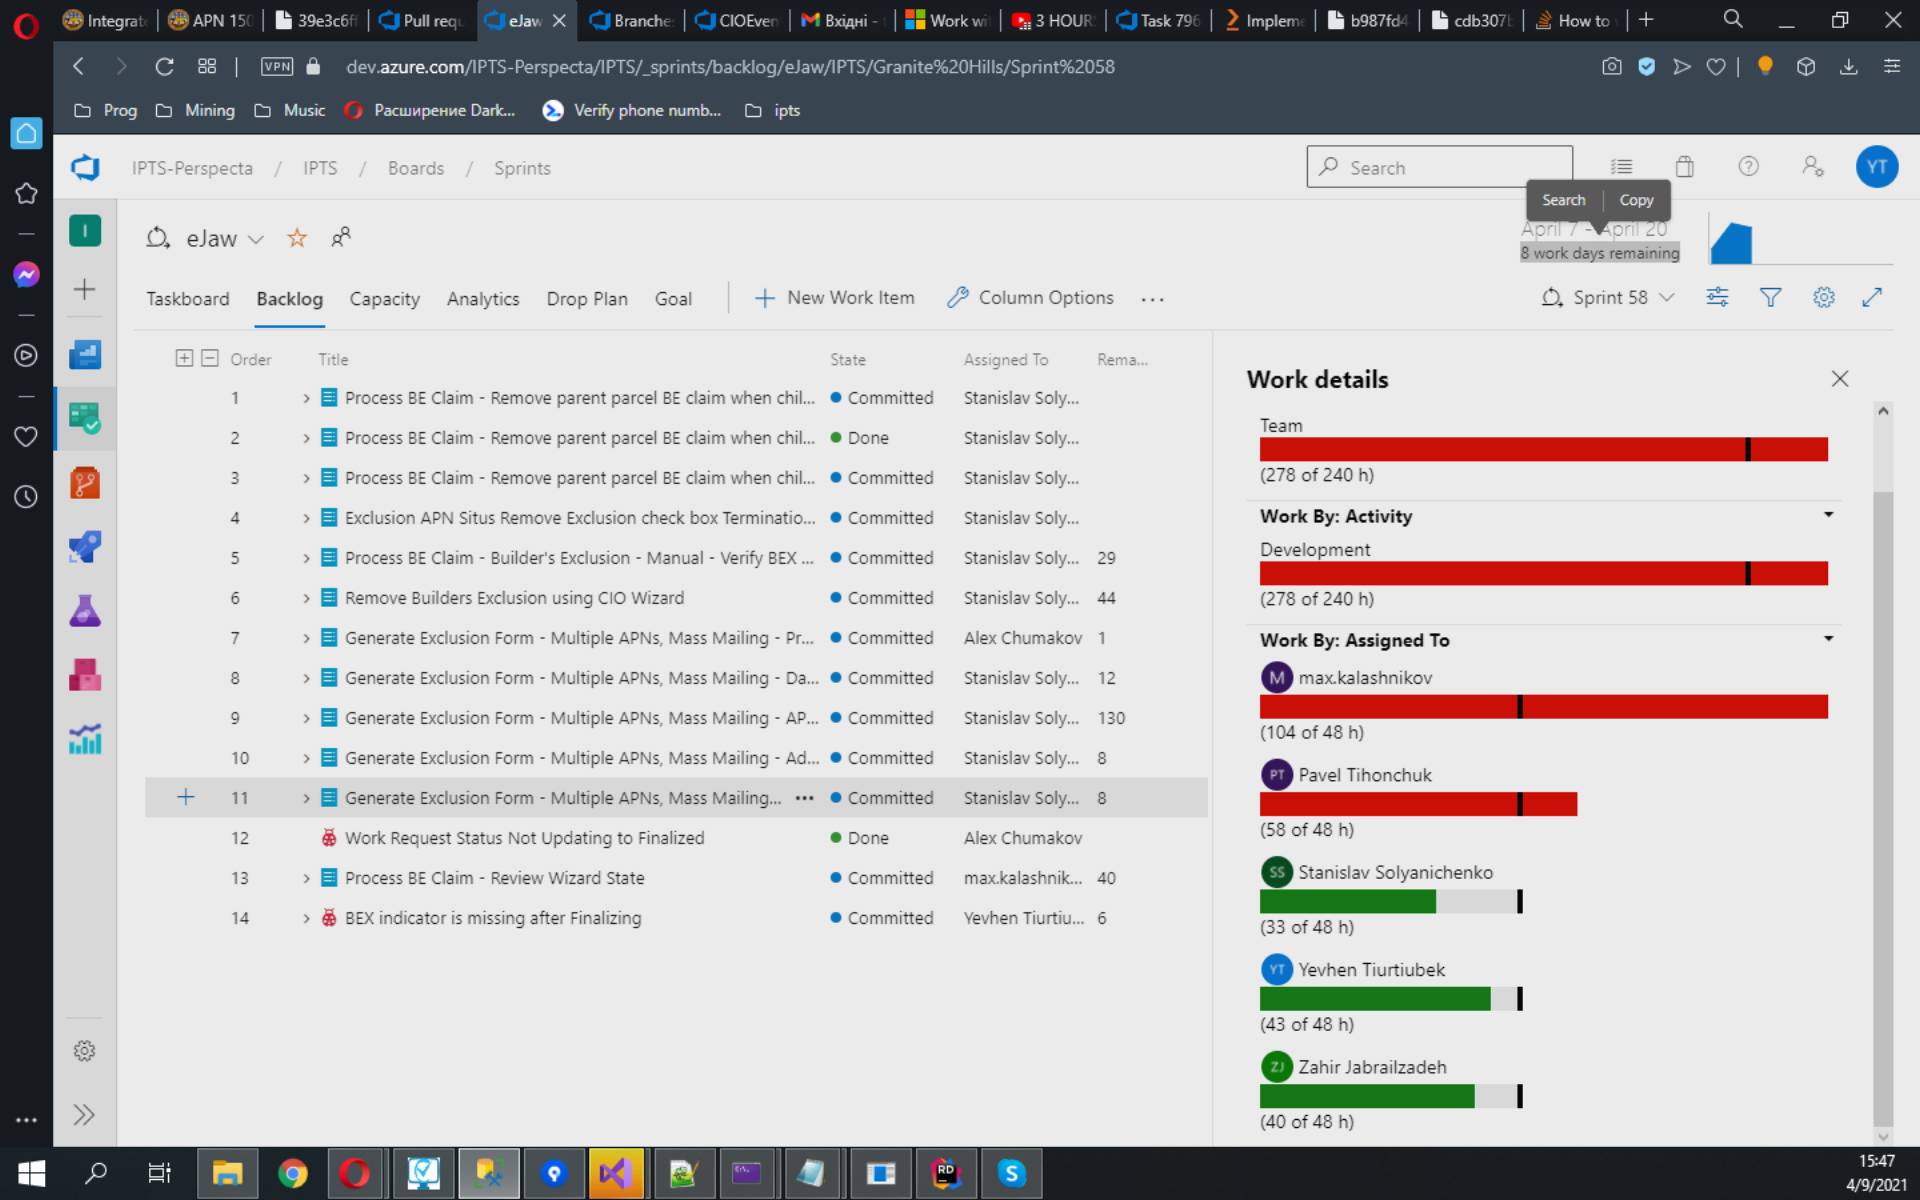 Integrat
APN 150
39e3c6ff
Pull requ
eJaw
Branche
CIOEven
Вхідні -
Work wi
3 HOUR
Task 796
Implem
b987fd4
cdb307b
How to
VPN
dev.azure.com/IPTS-Perspecta/IPTS/_sprints/backlog/eJaw/IPTS/Granite%20Hills/Sprint%2058
Prog
Mining
Music
Расширение Dark...
Verify phone numb...
ipts
IPTS-Perspecta / IPTS / Boards / Sprints
Search
YT
Search
Copy
I
eJaw
April 7 - April 20
8 work days remaining
Taskboard
Backlog
Capacity
Analytics
Drop Plan
Goal
New Work Item
Column Options
Sprint 58
Order Title State Assigned To Rema...
1 Process BE Claim - Remove parent parcel BE claim when chil... Committed Stanislav Soly...
2 Process BE Claim - Remove parent parcel BE claim when chil... Done Stanislav Soly...
3 Process BE Claim - Remove parent parcel BE claim when chil... Committed Stanislav Soly...
4 Exclusion APN Situs Remove Exclusion check box Terminatio... Committed Stanislav Soly...
5 Process BE Claim - Builder's Exclusion - Manual - Verify BEX ... Committed Stanislav Soly... 29
6 Remove Builders Exclusion using CIO Wizard Committed Stanislav Soly... 44
7 Generate Exclusion Form - Multiple APNs, Mass Mailing - Pr... Committed Alex Chumakov 1
8 Generate Exclusion Form - Multiple APNs, Mass Mailing - Da... Committed Stanislav Soly... 12
9 Generate Exclusion Form - Multiple APNs, Mass Mailing - AP... Committed Stanislav Soly... 130
10 Generate Exclusion Form - Multiple APNs, Mass Mailing - Ad... Committed Stanislav Soly... 8
11 Generate Exclusion Form - Multiple APNs, Mass Mailing... Committed Stanislav Soly... 8
12 Work Request Status Not Updating to Finalized Done Alex Chumakov
13 Process BE Claim - Review Wizard State Committed max.kalashnik... 40
14 BEX indicator is missing after Finalizing Committed Yevhen Tiurtiu... 6
Work details
Team
(278 of 240 h)
Work By: Activity
Development
(278 of 240 h)
Work By: Assigned To
M max.kalashnikov
(104 of 48 h)
PT Pavel Tihonchuk
(58 of 48 h)
SS Stanislav Solyanichenko
(33 of 48 h)
YT Yevhen Tiurtiubek
(43 of 48 h)
ZJ Zahir Jabrailzadeh
(40 of 48 h)
RD
15:47
4/9/2021